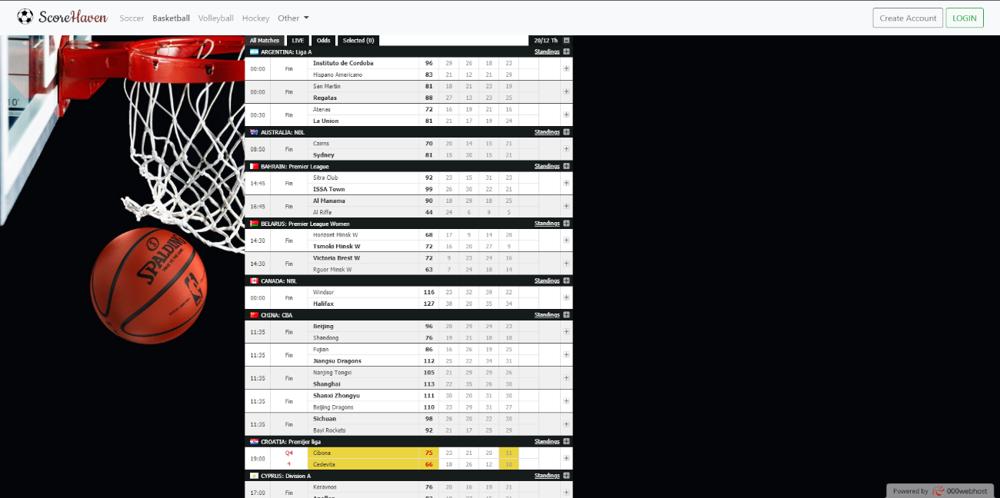 ScoreHaven Soccer Basketball Volleyball Hockey Other Create Account LOGIN
All Matches LIVE Odds Selected (0) 20/12 Th
ARGENTINA: Liga A Standings
00:00 Fin
Instituto de Cordoba 96 29 26 18 23
Hispano Americano 83 21 12 21 29
00:00 Fin
San Martin 81 18 21 23 19
Regatas 88 27 13 23 25
00:30 Fin
Atenas 72 16 19 21 16
La Union 81 21 17 19 24
AUSTRALIA: NBL Standings
08:50 Fin
Cairns 70 20 14 15 21
Sydney 81 15 30 15 21
BAHRAIN: Premier League Standings
14:45 Fin
Sitra Club 92 23 15 31 23
ISSA Town 99 26 30 22 21
16:45 Fin
Al Manama 90 18 29 18 25
Al Riffa 44 24 6 9 5
BELARUS: Premier League Women Standings
14:30 Fin
Horizont Minsk W 68 17 9 14 28
Tsmoki Minsk W 72 16 20 27 9
14:30 Fin
Victoria Brest W 72 9 23 24 16
Rguor Minsk W 63 7 24 18 14
CANADA: NBL Standings
00:00 Fin
Windsor 116 23 32 39 22
Halifax 127 38 20 35 34
CHINA: CBA Standings
11:35 Fin
Beijing 96 20 29 24 23
Shandong 76 19 21 18 18
11:35 Fin
Fujian 86 16 26 19 25
Jiangsu Dragons 112 25 22 34 31
11:35 Fin
Nanjing Tongxi 105 21 29 29 26
Shanghai 113 22 35 26 30
11:35 Fin
Shanxi Zhongyu 111 30 20 31 30
Beijing Dragons 110 23 29 31 27
11:35 Fin
Sichuan 98 26 20 22 30
Bayi Rockets 92 21 17 25 29
CROATIA: Premijer liga Standings
19:00 Q4 4
Cibona 75 23 21 20 11
Cedevita 66 18 26 12 10
CYPRUS: Division A Standings
17:00 Fin
Keravnos 76 20 16 19 21
10'
SPALDING
Powered by 000webhost